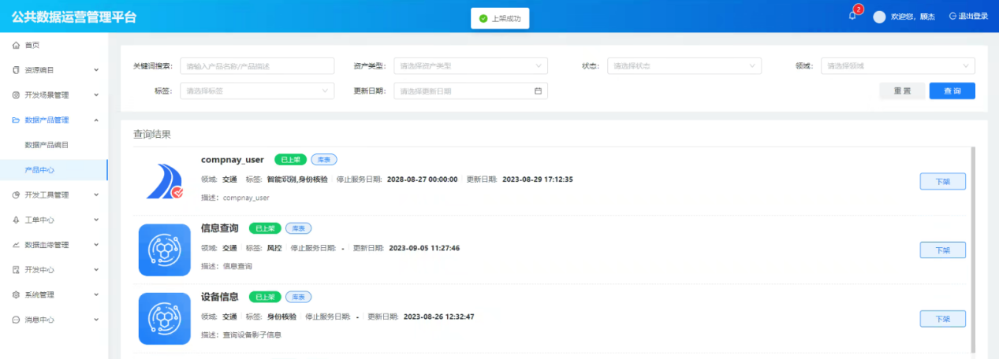 公共数据运营管理平台
上架成功
2
欢迎您，顾杰
退出登录
首页
资源编目
开发场景管理
数据产品管理
数据产品编目
产品中心
开发工具管理
工单中心
数据血缘管理
开发中心
系统管理
消息中心
关键词搜索： 请输入产品名称/产品描述 资产类型： 请选择资产类型 状态： 请选择状态 领域： 请选择领域
标签： 请选择标签 更新日期： 请选择更新日期 重 置 查 询
查询结果
compnay_user 已上架 库表
领域: 交通 标签: 智能识别,身份核验 停止服务日期: 2028-08-27 00:00:00 更新日期: 2023-08-29 17:12:35
描述: compnay_user
下架
信息查询 已上架 库表
领域: 交通 标签: 风控 停止服务日期: - 更新日期: 2023-09-05 11:27:46
描述: 信息查询
下架
设备信息 已上架 库表
领域: 交通 标签: 身份核验 停止服务日期: - 更新日期: 2023-08-26 12:32:47
描述: 查询设备影子信息
下架